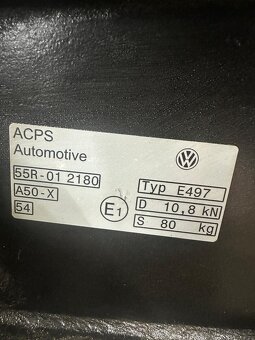 ACPS
Automotive
55R-01 2180
A50-X
54
E1
Typ E497
D 10,8 kN
S 80 kg